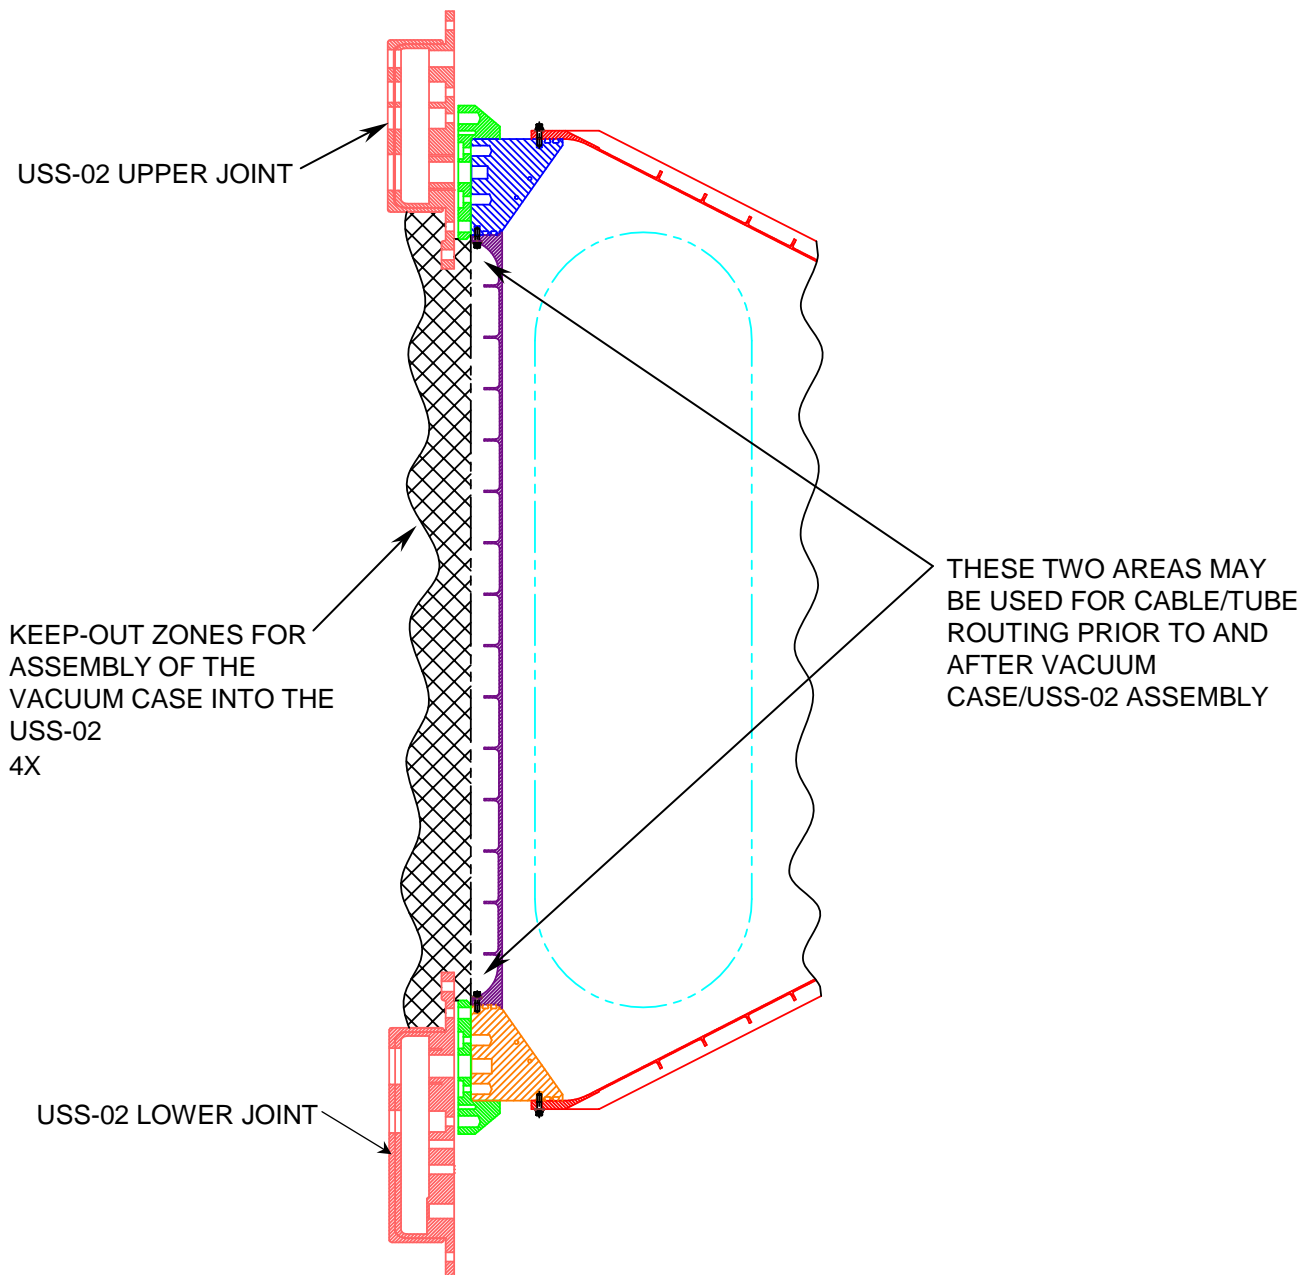 USS-02 UPPER JOINT
KEEP-OUT ZONES FOR
ASSEMBLY OF THE
VACUUM CASE INTO THE
USS-02
4X
THESE TWO AREAS MAY
BE USED FOR CABLE/TUBE
ROUTING PRIOR TO AND
AFTER VACUUM
CASE/USS-02 ASSEMBLY
USS-02 LOWER JOINT